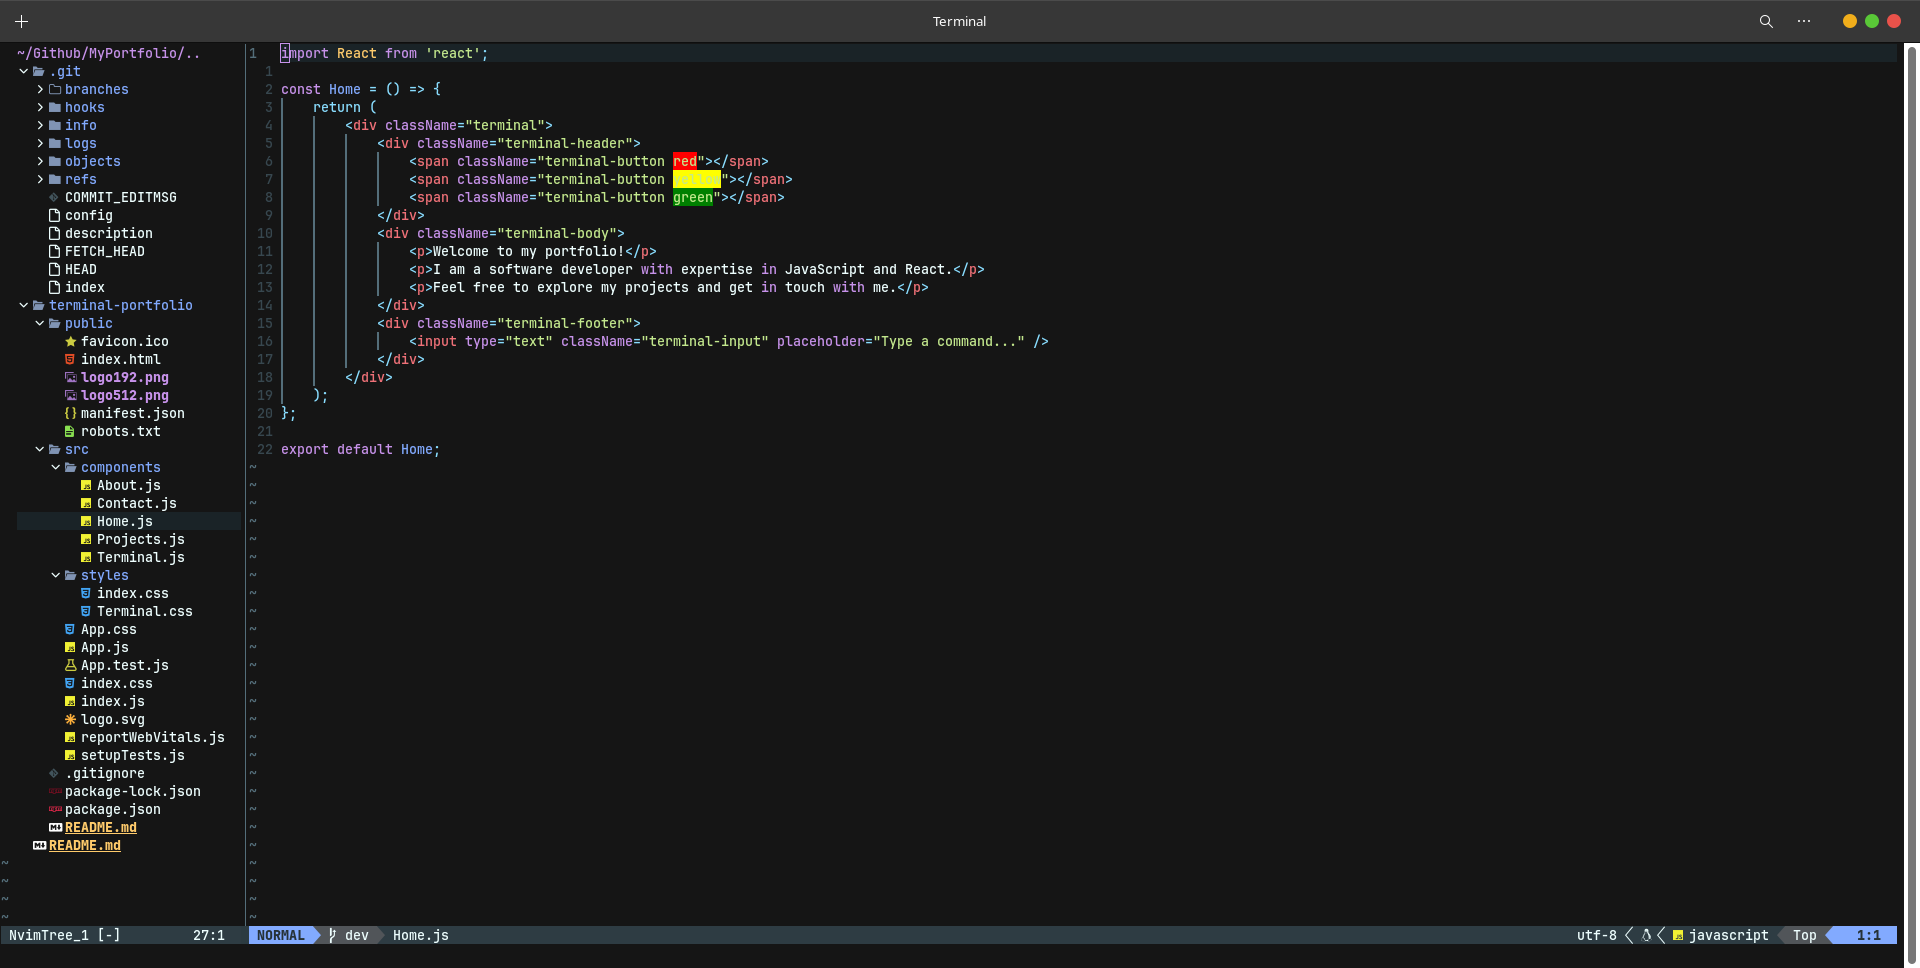 Terminal
~/Github/MyPortfolio/..
.git
branches
hooks
info
logs
objects
refs
COMMIT_EDITMSG
config
description
FETCH_HEAD
HEAD
index
terminal-portfolio
public
favicon.ico
index.html
logo192.png
logo512.png
manifest.json
robots.txt
src
components
About.js
Contact.js
Home.js
Projects.js
Terminal.js
styles
index.css
Terminal.css
App.css
App.js
App.test.js
index.css
index.js
logo.svg
reportWebVitals.js
setupTests.js
.gitignore
package-lock.json
package.json
README.md
README.md
NvimTree_1 [-] 27:1
1 import React from 'react';
1
2 const Home = () => {
3 return (
4 <div className="terminal">
5 <div className="terminal-header">
6 <span className="terminal-button red"></span>
7 <span className="terminal-button yellow"></span>
8 <span className="terminal-button green"></span>
9 </div>
10 <div className="terminal-body">
11 <p>Welcome to my portfolio!</p>
12 <p>I am a software developer with expertise in JavaScript and React.</p>
13 <p>Feel free to explore my projects and get in touch with me.</p>
14 </div>
15 <div className="terminal-footer">
16 <input type="text" className="terminal-input" placeholder="Type a command..." />
17 </div>
18 </div>
19 );
20 };
21
22 export default Home;
NORMAL dev Home.js utf-8 javascript Top 1:1